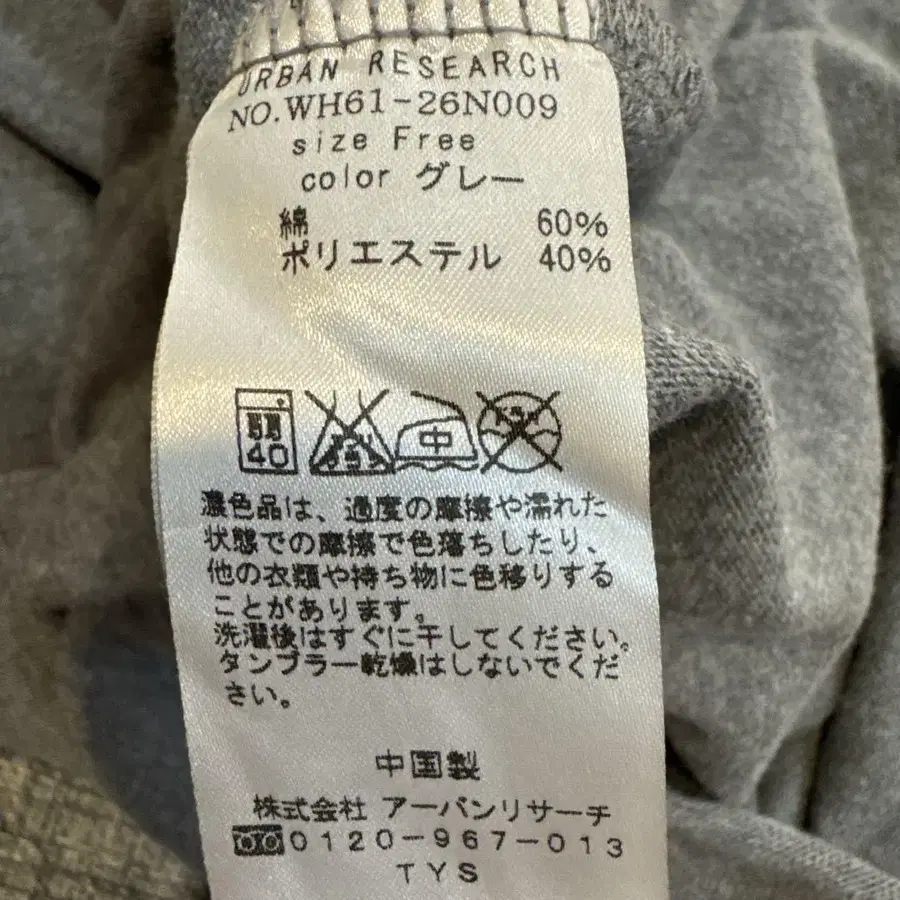 URBAN RESEARCH
NO.WH61-26N009
size Free
color グレー
綿 60%
ポリエステル 40%
40 中
濃色品は、過度の摩擦や濡れた
状態での摩擦で色落ちしたり、
他の衣類や持ち物に色移りする
ことがあります。
洗濯後はすぐに干してください。
タンブラー乾燥はしないでくだ
さい。
中国製
株式会社 アーバンリサーチ
0120-967-013
TYS